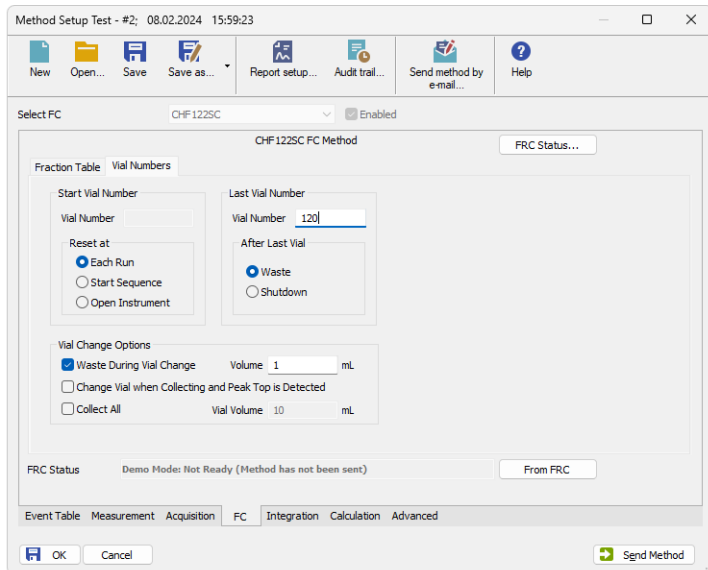 Method Setup Test - #2; 08.02.2024 15:59:23
New Open... Save Save as... Report setup... Audit trail... Send method by e-mail... Help
Select FC CHF122SC Enabled
CHF122SC FC Method FRC Status...
Fraction Table Vial Numbers
Start Vial Number Last Vial Number
Vial Number Vial Number 120
Reset at After Last Vial
Each Run Waste
Start Sequence Shutdown
Open Instrument
Vial Change Options
Waste During Vial Change Volume 1 mL
Change Vial when Collecting and Peak Top is Detected
Collect All Vial Volume 10 mL
FRC Status Demo Mode: Not Ready (Method has not been sent) From FRC
Event Table Measurement Acquisition FC Integration Calculation Advanced
OK Cancel Send Method